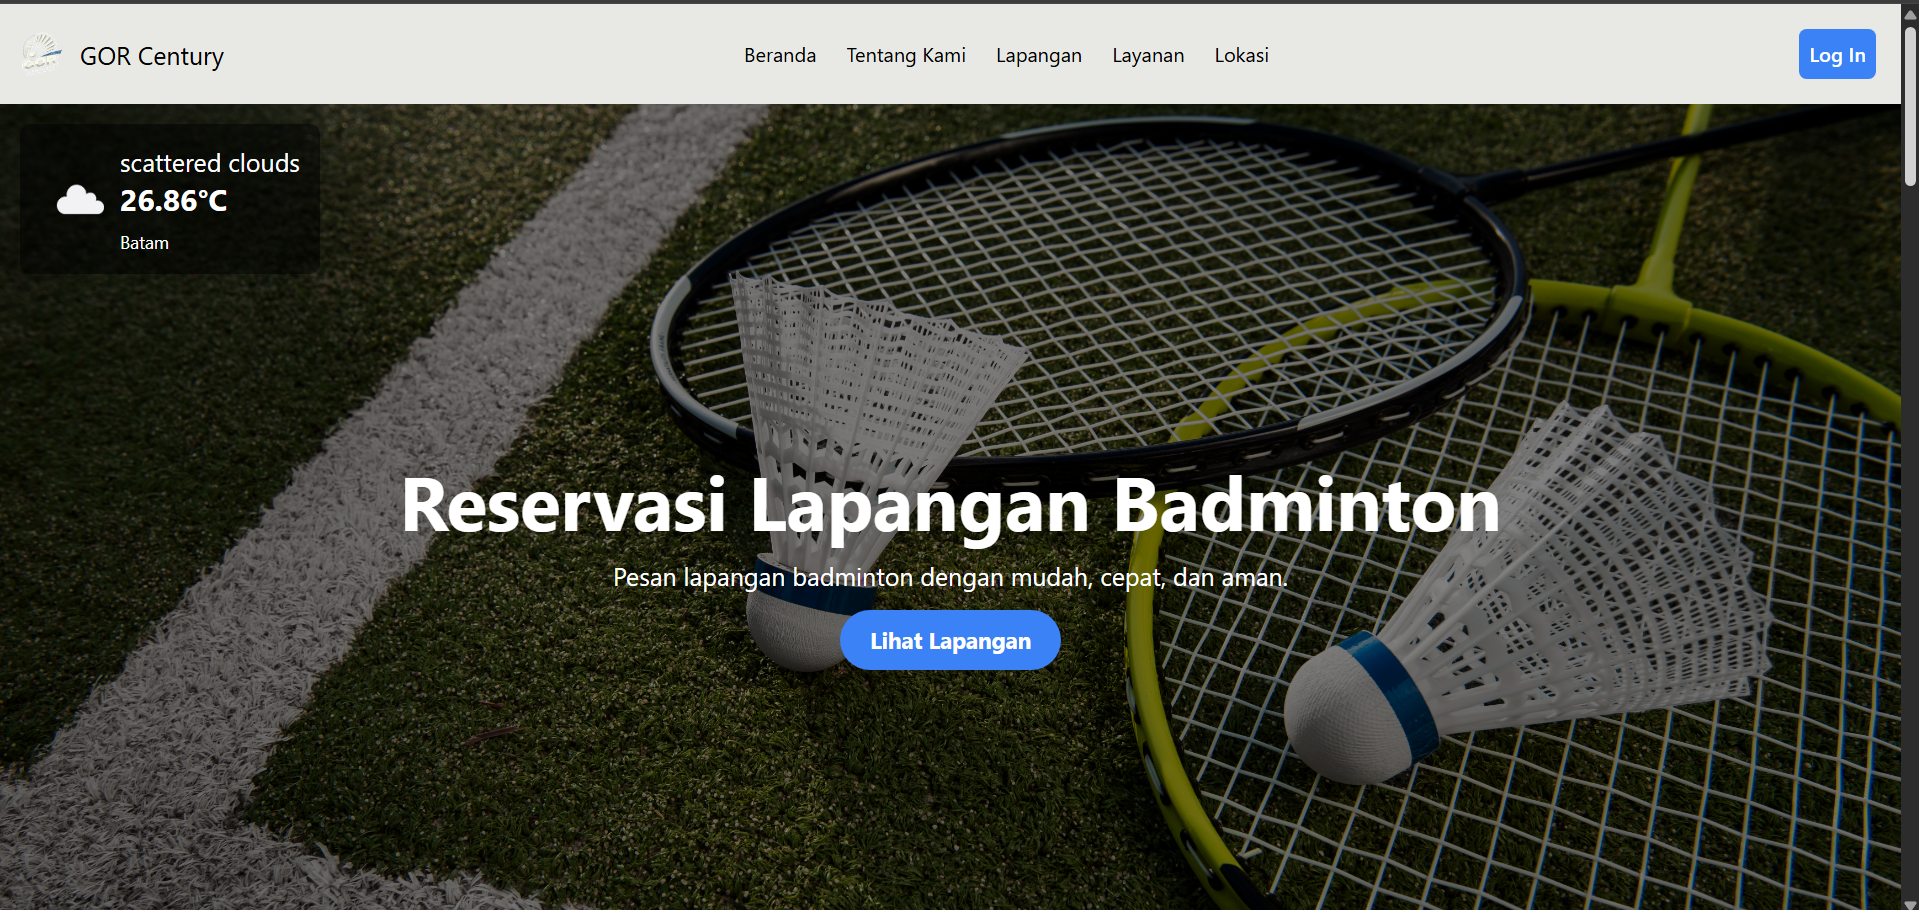 GOR Century
Beranda
Tentang Kami
Lapangan
Layanan
Lokasi
Log In
scattered clouds
26.86°C
Batam
Reservasi Lapangan Badminton
Pesan lapangan badminton dengan mudah, cepat, dan aman.
Lihat Lapangan